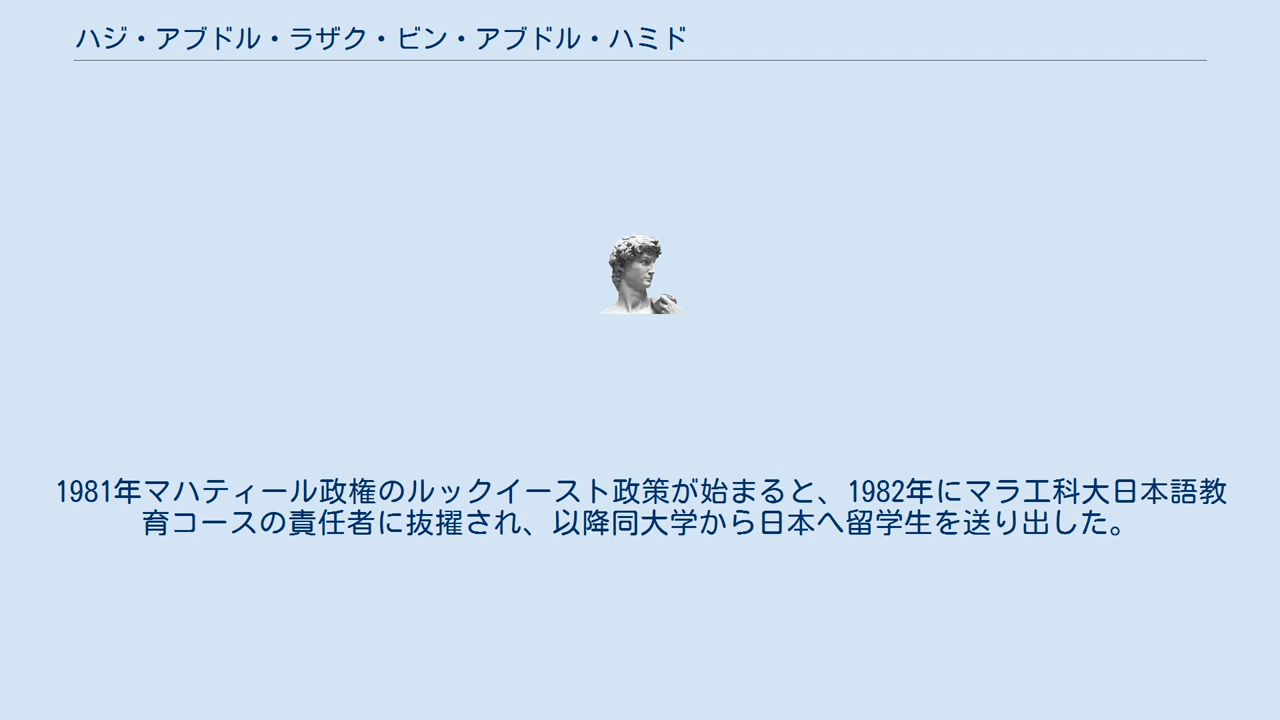 ハジ・アブドル・ラザク・ビン・アブドル・ハミド
1981年マハティール政権のルックイースト政策が始まると、1982年にマラ工科大日本語教
育コースの責任者に抜擢され、以降同大学から日本へ留学生を送り出した。